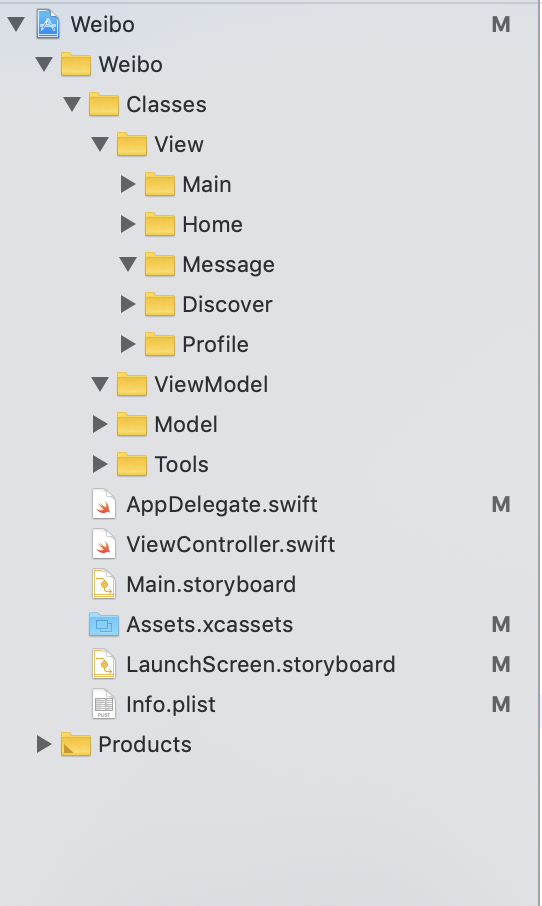 Weibo M
Weibo
Classes
View
Main
Home
Message
Discover
Profile
ViewModel
Model
Tools
AppDelegate.swift M
ViewController.swift
Main.storyboard
Assets.xcassets M
LaunchScreen.storyboard M
PLIST Info.plist M
Products